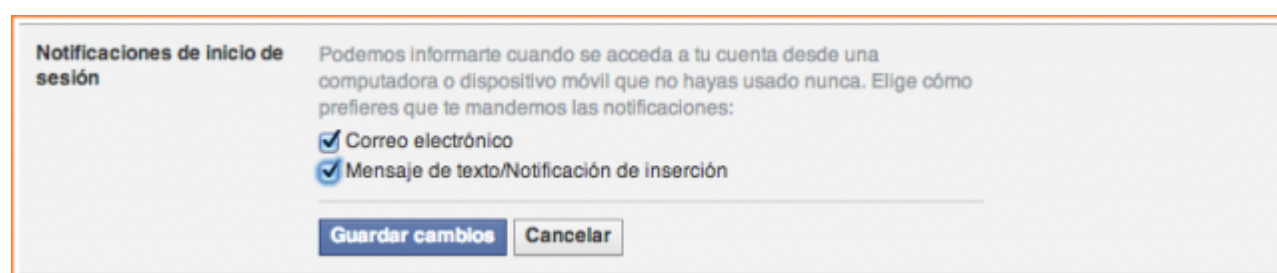 Notificaciones de inicio de
sesión
Podemos informarte cuando se acceda a tu cuenta desde una
computadora o dispositivo móvil que no hayas usado nunca. Elige cómo
prefieres que te mandemos las notificaciones:
Correo electrónico
Mensaje de texto/Notificación de inserción
Guardar cambios
Cancelar